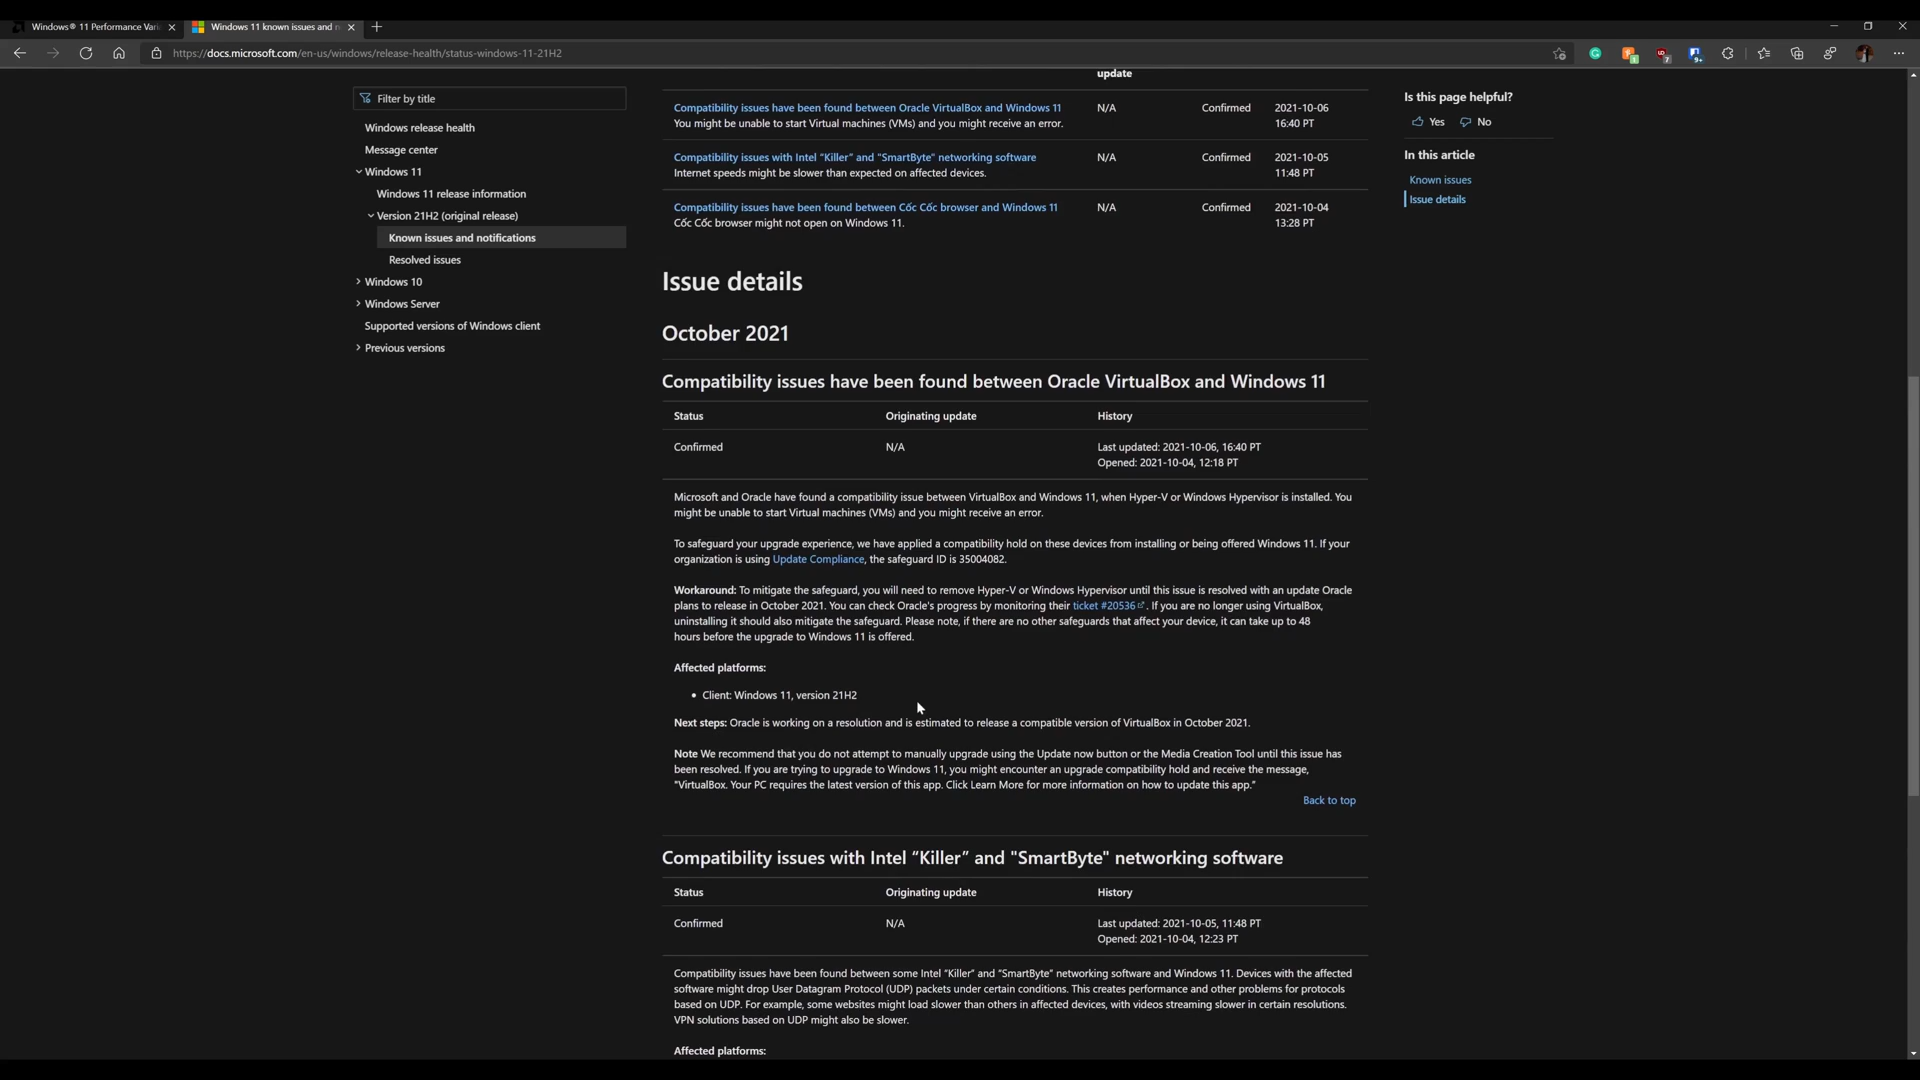 Windows® 11 Performance Vari
Windows 11 known issues and n
https://docs.microsoft.com/en-us/windows/release-health/status-windows-11-21H2
Filter by title
Windows release health
Message center
Windows 11
Windows 11 release information
Version 21H2 (original release)
Known issues and notifications
Resolved issues
Windows 10
Windows Server
Supported versions of Windows client
Previous versions
update
Compatibility issues have been found between Oracle VirtualBox and Windows 11 N/A Confirmed 2021-10-06
You might be unable to start Virtual machines (VMs) and you might receive an error. 16:40 PT
Compatibility issues with Intel “Killer” and "SmartByte" networking software N/A Confirmed 2021-10-05
Internet speeds might be slower than expected on affected devices. 11:48 PT
Compatibility issues have been found between Cốc Cốc browser and Windows 11 N/A Confirmed 2021-10-04
Cốc Cốc browser might not open on Windows 11. 13:28 PT
Issue details
October 2021
Compatibility issues have been found between Oracle VirtualBox and Windows 11
Status Originating update History
Confirmed N/A Last updated: 2021-10-06, 16:40 PT
Opened: 2021-10-04, 12:18 PT
Microsoft and Oracle have found a compatibility issue between VirtualBox and Windows 11, when Hyper-V or Windows Hypervisor is installed. You
might be unable to start Virtual machines (VMs) and you might receive an error.
To safeguard your upgrade experience, we have applied a compatibility hold on these devices from installing or being offered Windows 11. If your
organization is using Update Compliance, the safeguard ID is 35004082.
Workaround: To mitigate the safeguard, you will need to remove Hyper-V or Windows Hypervisor until this issue is resolved with an update Oracle
plans to release in October 2021. You can check Oracle's progress by monitoring their ticket #20536 . If you are no longer using VirtualBox,
uninstalling it should also mitigate the safeguard. Please note, if there are no other safeguards that affect your device, it can take up to 48
hours before the upgrade to Windows 11 is offered.
Affected platforms:
• Client: Windows 11, version 21H2
Next steps: Oracle is working on a resolution and is estimated to release a compatible version of VirtualBox in October 2021.
Note We recommend that you do not attempt to manually upgrade using the Update now button or the Media Creation Tool until this issue has
been resolved. If you are trying to upgrade to Windows 11, you might encounter an upgrade compatibility hold and receive the message,
"VirtualBox. Your PC requires the latest version of this app. Click Learn More for more information on how to update this app."
Back to top
Compatibility issues with Intel “Killer” and "SmartByte" networking software
Status Originating update History
Confirmed N/A Last updated: 2021-10-05, 11:48 PT
Opened: 2021-10-04, 12:23 PT
Compatibility issues have been found between some Intel “Killer” and “SmartByte” networking software and Windows 11. Devices with the affected
software might drop User Datagram Protocol (UDP) packets under certain conditions. This creates performance and other problems for protocols
based on UDP. For example, some websites might load slower than others in affected devices, with videos streaming slower in certain resolutions.
VPN solutions based on UDP might also be slower.
Affected platforms:
Is this page helpful?
Yes No
In this article
Known issues
Issue details